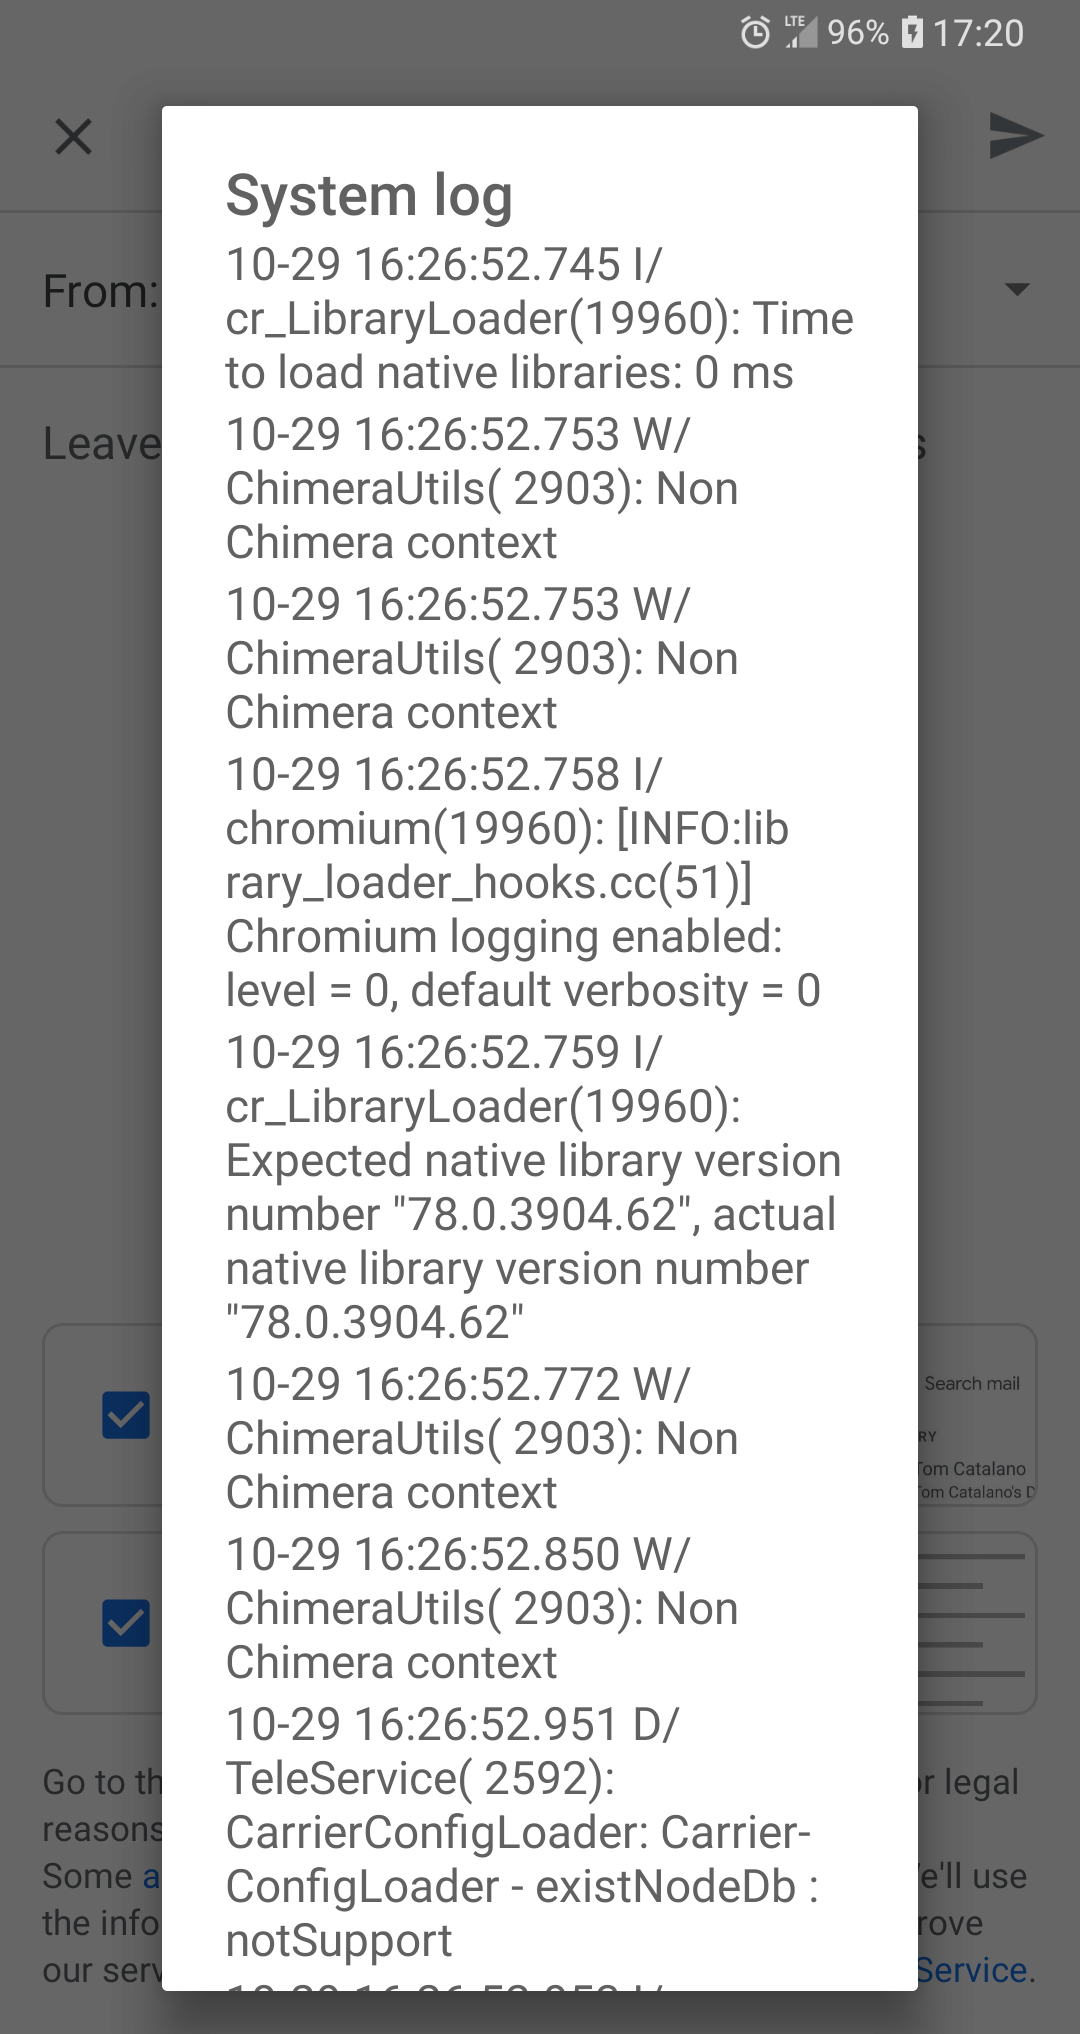 LTE 96% 17:20
System log
10-29 16:26:52.745 I/
From:
cr_LibraryLoader(19960): Time
to load native libraries: 0 ms
10-29 16:26:52.753 W/
Leave
ChimeraUtils( 2903): Non
Chimera context
10-29 16:26:52.753 W/
ChimeraUtils( 2903): Non
Chimera context
10-29 16:26:52.758 I/
chromium(19960): [INFO:lib
rary_loader_hooks.cc(51)]
Chromium logging enabled:
level = 0, default verbosity = 0
10-29 16:26:52.759 I/
cr_LibraryLoader(19960):
Expected native library version
number "78.0.3904.62", actual
native library version number
"78.0.3904.62"
10-29 16:26:52.772 W/
ChimeraUtils( 2903): Non
Chimera context
10-29 16:26:52.850 W/
ChimeraUtils( 2903): Non
Chimera context
10-29 16:26:52.951 D/
TeleService( 2592):
CarrierConfigLoader: Carrier-
ConfigLoader - existNodeDb :
notSupport
Search mail
RY
Tom Catalano
Tom Catalano's D
Go to th
or legal
reasons
Some a
e'll use
the info
rove
our serv
Service.